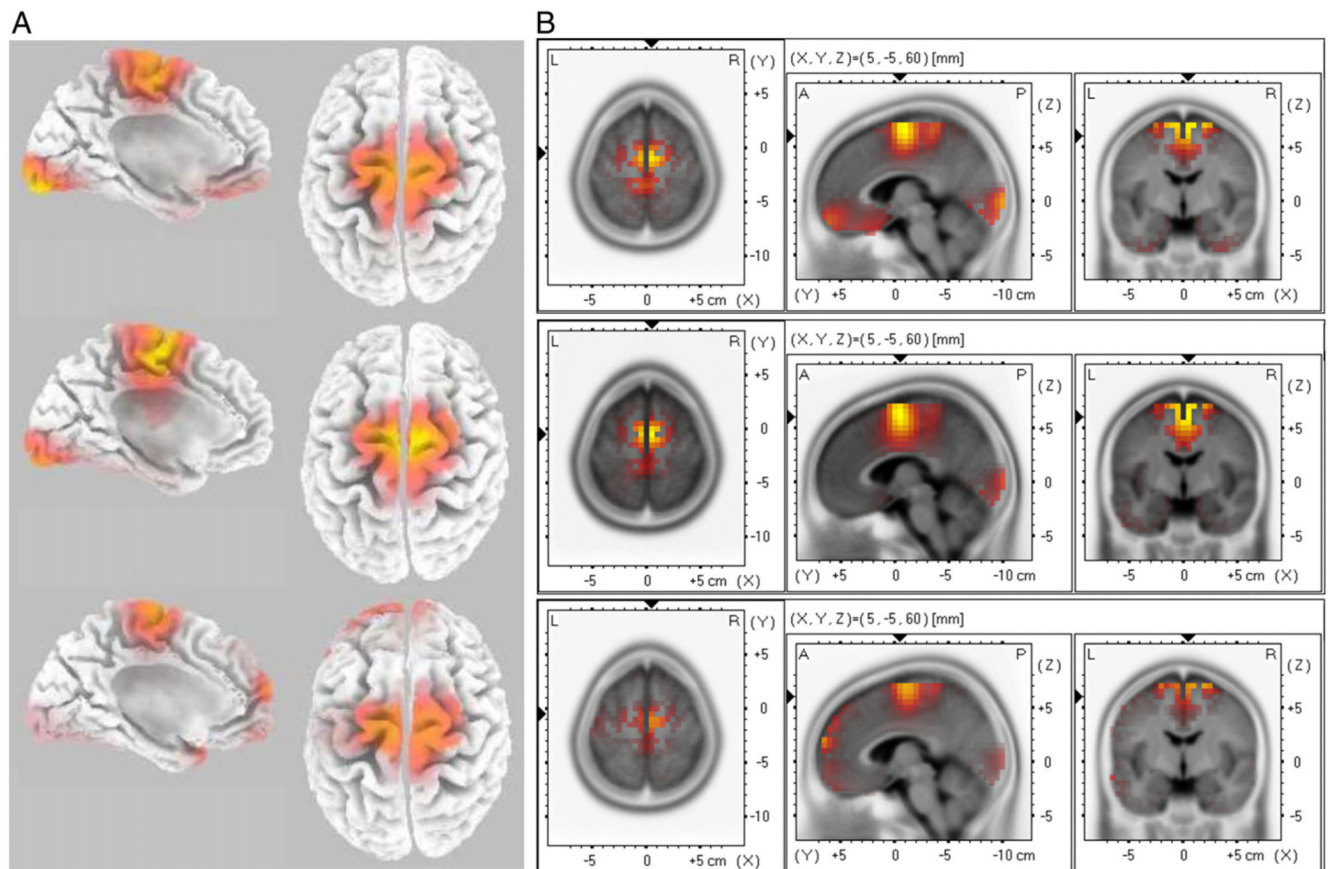 A
B
(X, Y, Z)=(5, -5, 60) [mm]
L R (Y)
+5
0
-5
-10
-5 0 +5 cm (X)
A P (Z)
+5
0
-5
(Y) +5 0 -5 -10 cm
L R (Z)
+5
0
-5
-5 0 +5 cm (X)
(X, Y, Z)=(5, -5, 60) [mm]
L R (Y)
+5
0
-5
-10
-5 0 +5 cm (X)
A P (Z)
+5
0
-5
(Y) +5 0 -5 -10 cm
L R (Z)
+5
0
-5
-5 0 +5 cm (X)
(X, Y, Z)=(5, -5, 60) [mm]
L R (Y)
+5
0
-5
-10
-5 0 +5 cm (X)
A P (Z)
+5
0
-5
(Y) +5 0 -5 -10 cm
L R (Z)
+5
0
-5
-5 0 +5 cm (X)